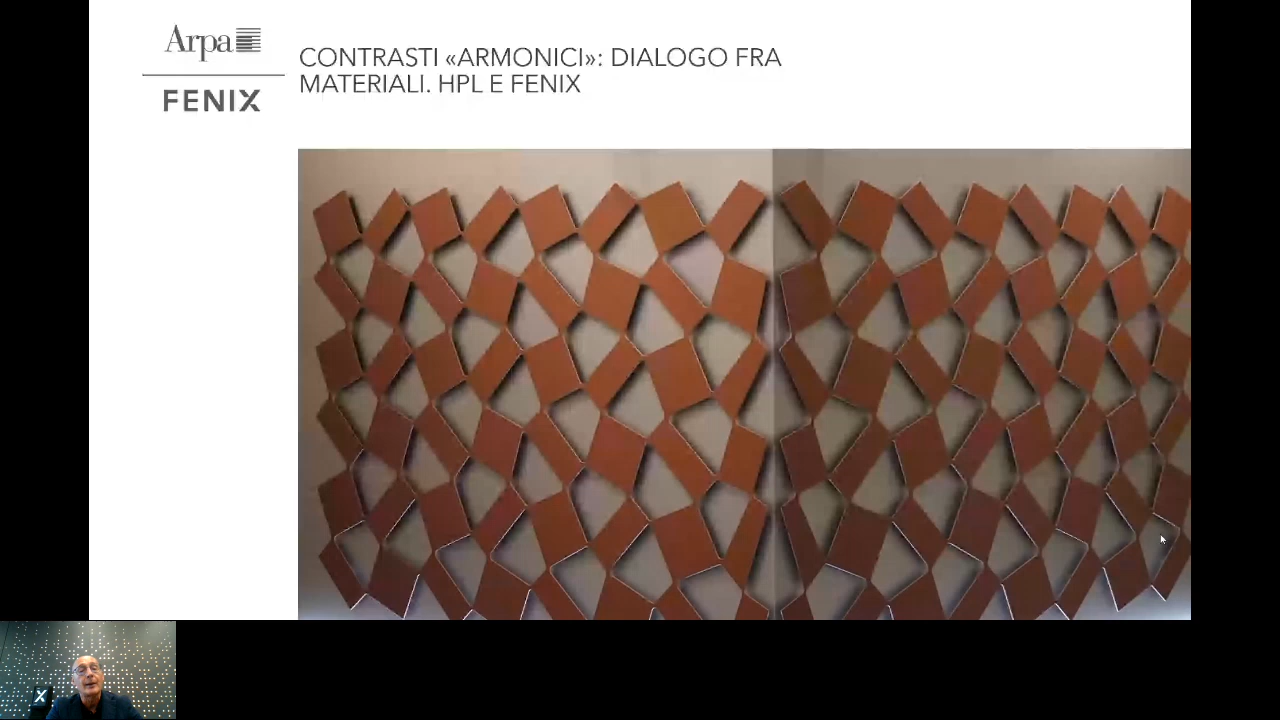 Arpa
FENIX
CONTRASTI «ARMONICI»: DIALOGO FRA
MATERIALI. HPL E FENIX
X